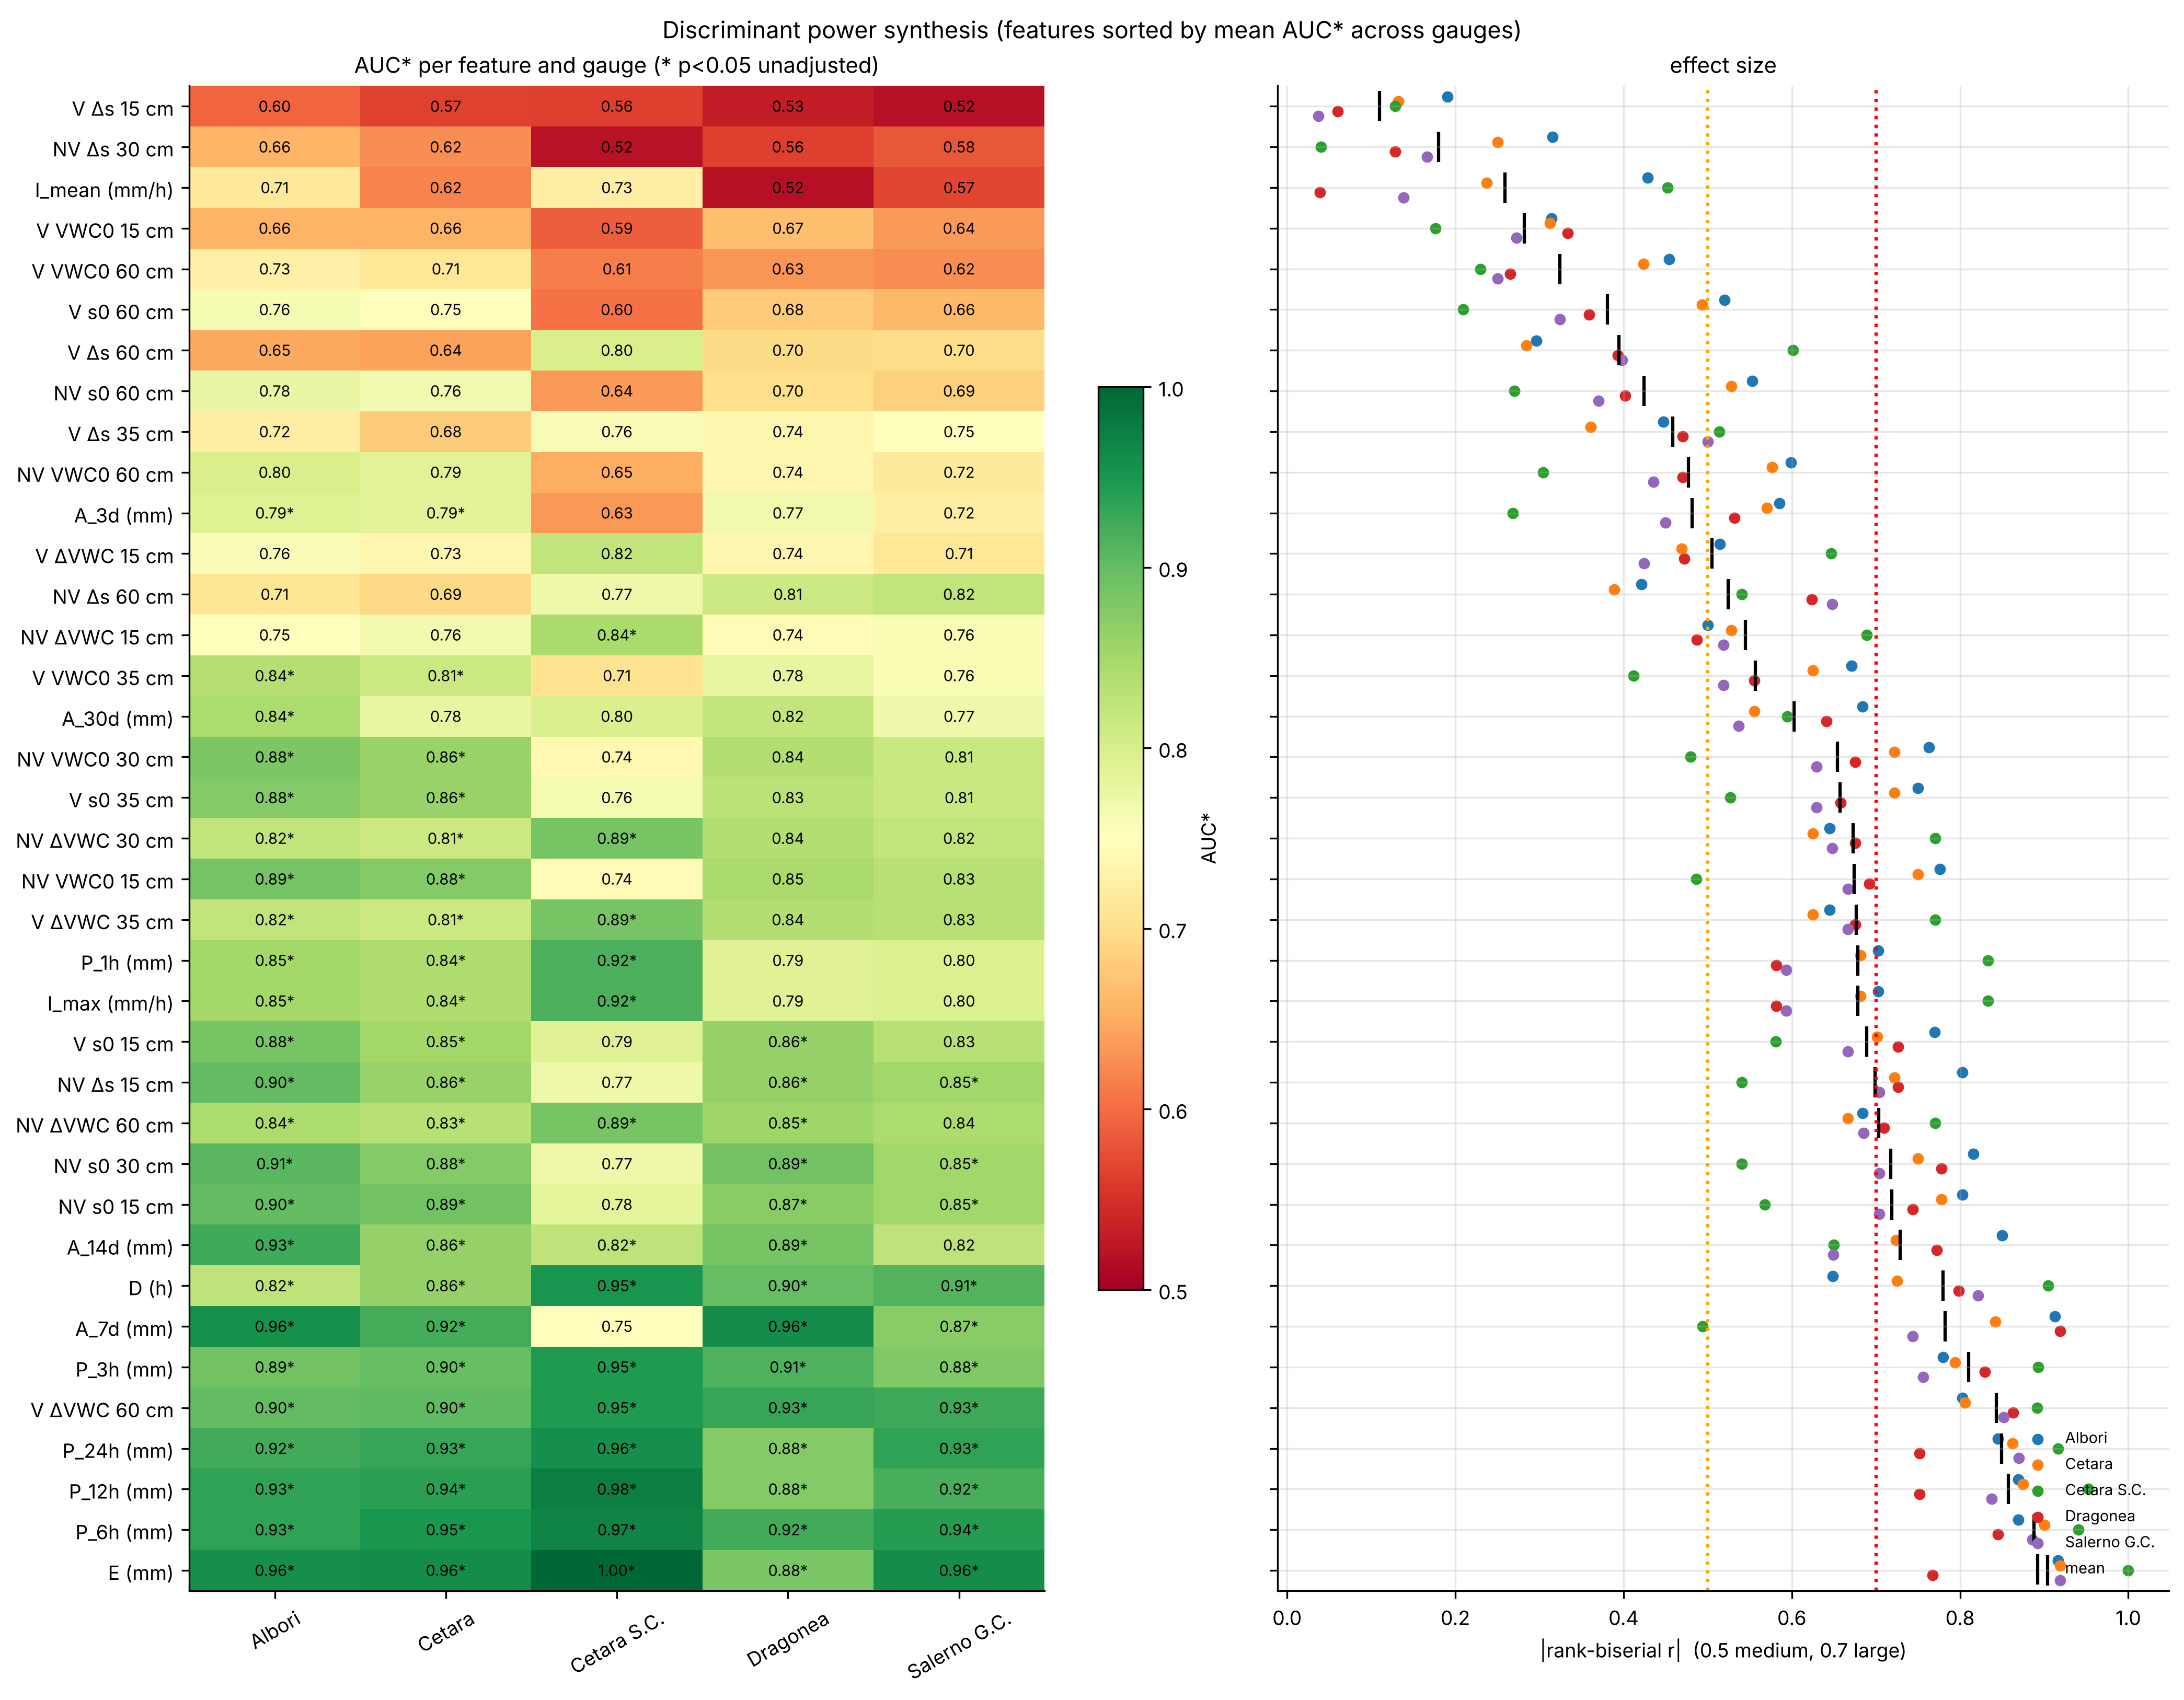 Discriminant power synthesis (features sorted by mean AUC* across gauges)
AUC* per feature and gauge (* p<0.05 unadjusted)
V Δs 15 cm 0.60 0.57 0.56 0.53 0.52
NV Δs 30 cm 0.66 0.62 0.52 0.56 0.58
I_mean (mm/h) 0.71 0.62 0.73 0.52 0.57
V VWC0 15 cm 0.66 0.66 0.59 0.67 0.64
V VWC0 60 cm 0.73 0.71 0.61 0.63 0.62
V s0 60 cm 0.76 0.75 0.60 0.68 0.66
V Δs 60 cm 0.65 0.64 0.80 0.70 0.70
NV s0 60 cm 0.78 0.76 0.64 0.70 0.69
V Δs 35 cm 0.72 0.68 0.76 0.74 0.75
NV VWC0 60 cm 0.80 0.79 0.65 0.74 0.72
A_3d (mm) 0.79* 0.79* 0.63 0.77 0.72
V ΔVWC 15 cm 0.76 0.73 0.82 0.74 0.71
NV Δs 60 cm 0.71 0.69 0.77 0.81 0.82
NV ΔVWC 15 cm 0.75 0.76 0.84* 0.74 0.76
V VWC0 35 cm 0.84* 0.81* 0.71 0.78 0.76
A_30d (mm) 0.84* 0.78 0.80 0.82 0.77
NV VWC0 30 cm 0.88* 0.86* 0.74 0.84 0.81
V s0 35 cm 0.88* 0.86* 0.76 0.83 0.81
NV ΔVWC 30 cm 0.82* 0.81* 0.89* 0.84 0.82
NV VWC0 15 cm 0.89* 0.88* 0.74 0.85 0.83
V ΔVWC 35 cm 0.82* 0.81* 0.89* 0.84 0.83
P_1h (mm) 0.85* 0.84* 0.92* 0.79 0.80
I_max (mm/h) 0.85* 0.84* 0.92* 0.79 0.80
V s0 15 cm 0.88* 0.85* 0.79 0.86* 0.83
NV Δs 15 cm 0.90* 0.86* 0.77 0.86* 0.85*
NV ΔVWC 60 cm 0.84* 0.83* 0.89* 0.85* 0.84
NV s0 30 cm 0.91* 0.88* 0.77 0.89* 0.85*
NV s0 15 cm 0.90* 0.89* 0.78 0.87* 0.85*
A_14d (mm) 0.93* 0.86* 0.82* 0.89* 0.82
D (h) 0.82* 0.86* 0.95* 0.90* 0.91*
A_7d (mm) 0.96* 0.92* 0.75 0.96* 0.87*
P_3h (mm) 0.89* 0.90* 0.95* 0.91* 0.88*
V ΔVWC 60 cm 0.90* 0.90* 0.95* 0.93* 0.93*
P_24h (mm) 0.92* 0.93* 0.96* 0.88* 0.93*
P_12h (mm) 0.93* 0.94* 0.98* 0.88* 0.92*
P_6h (mm) 0.93* 0.95* 0.97* 0.92* 0.94*
E (mm) 0.96* 0.96* 1.00* 0.88* 0.96*
Albori Cetara Cetara S.C. Dragonea Salerno G.C.
1.0
0.9
0.8
0.7
0.6
0.5
AUC*
effect size
Albori
Cetara
Cetara S.C.
Dragonea
Salerno G.C.
mean
0.0 0.2 0.4 0.6 0.8 1.0
|rank-biserial r| (0.5 medium, 0.7 large)